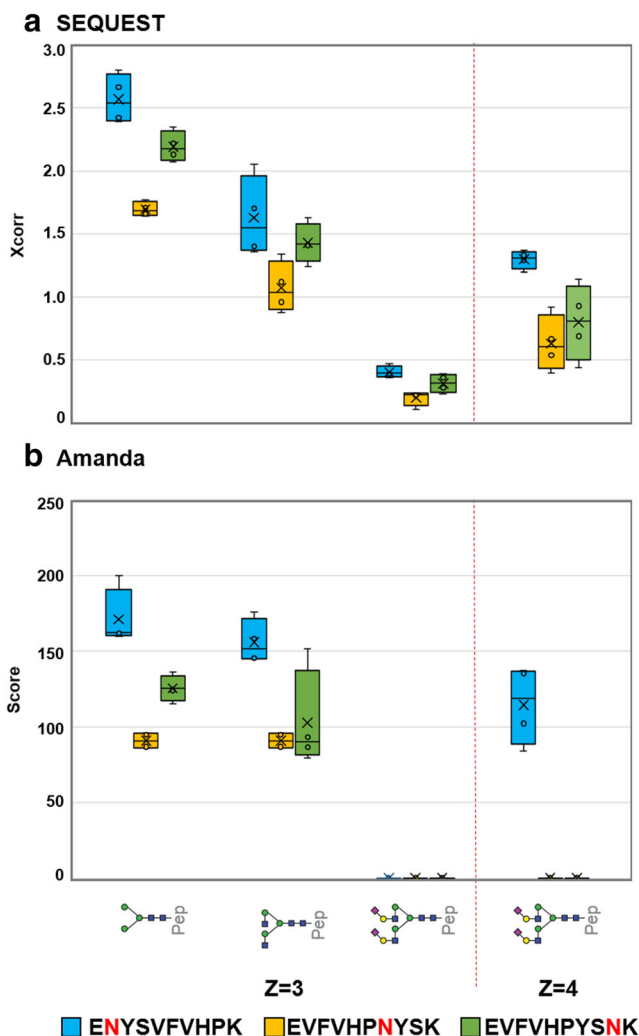 a SEQUEST
3.0
2.5
2.0
1.5
1.0
0.5
0
Xcorr
b Amanda
250
200
150
100
50
0
Score
Pep Pep Pep Pep
Z=3 Z=4
ENYSVFVHPK EVFVHPNYSK EVFVHPYSNK